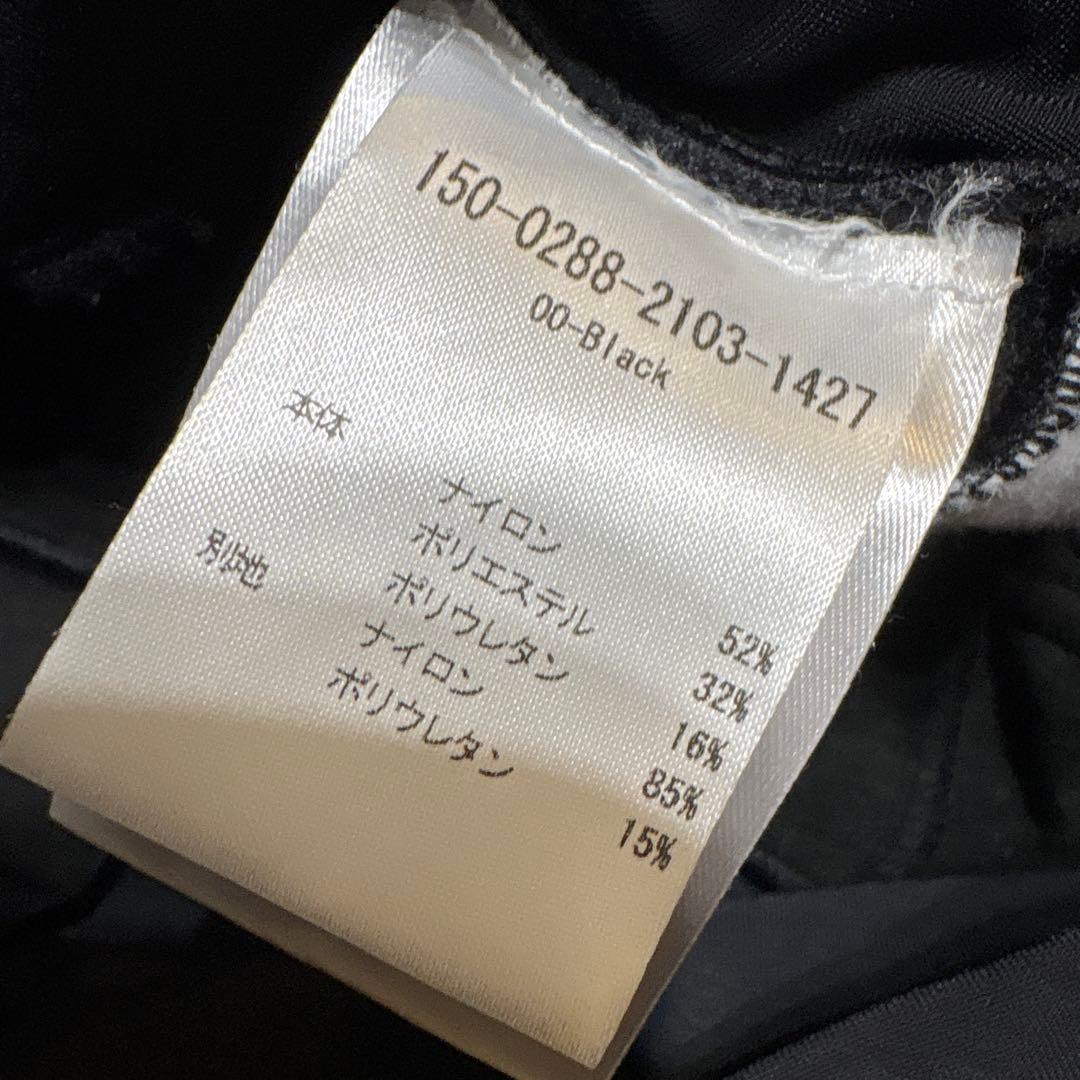 150-0288-2103-1427
00-Black
本体 ナイロン 52%
ポリエステル 32%
ポリウレタン 16%
別地 ナイロン 85%
ポリウレタン 15%